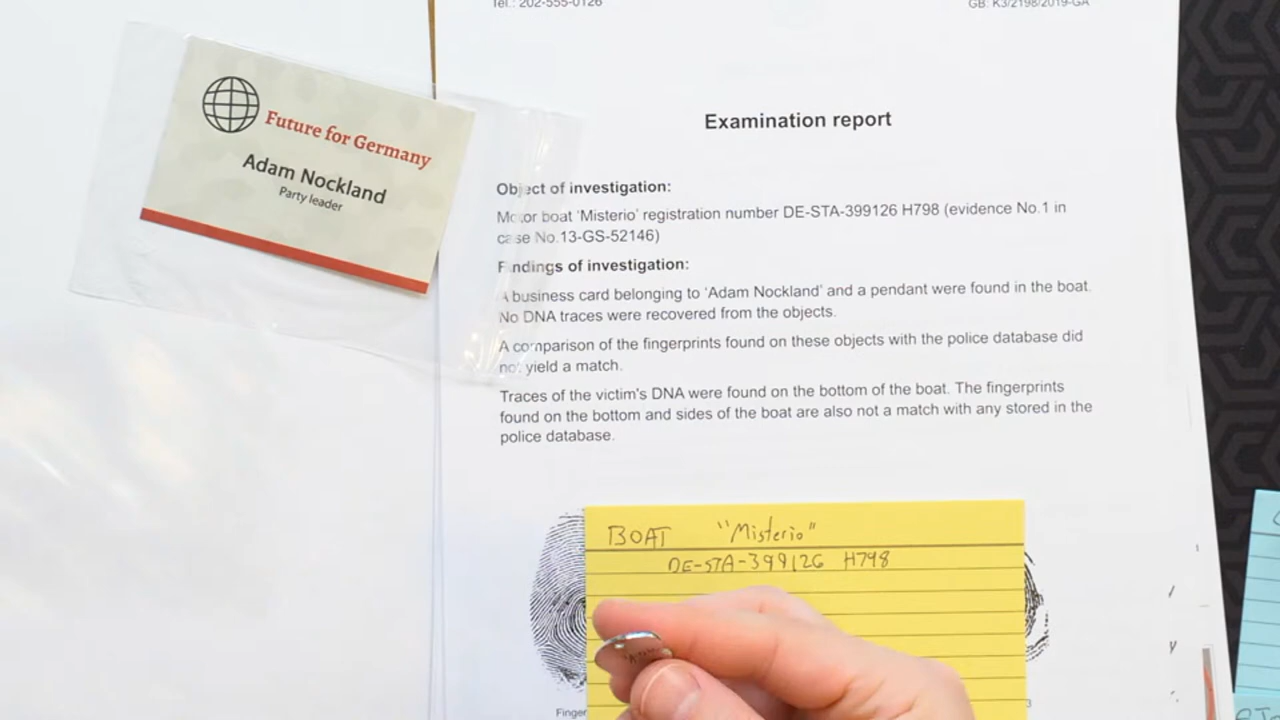 Tel.: 202-555-0126
GB: K3/2198/2019-GA
Future for Germany
Adam Nockland
Party leader
Examination report
Object of investigation:
Motor boat 'Misterio' registration number DE-STA-399126 H798 (evidence No.1 in
case No.13-GS-52146)
Findings of investigation:
A business card belonging to 'Adam Nockland' and a pendant were found in the boat.
No DNA traces were recovered from the objects.
A comparison of the fingerprints found on these objects with the police database did
not yield a match.
Traces of the victim's DNA were found on the bottom of the boat. The fingerprints
found on the bottom and sides of the boat are also not a match with any stored in the
police database.
BOAT "Misterio"
DE-STA-399126 H798
Finger